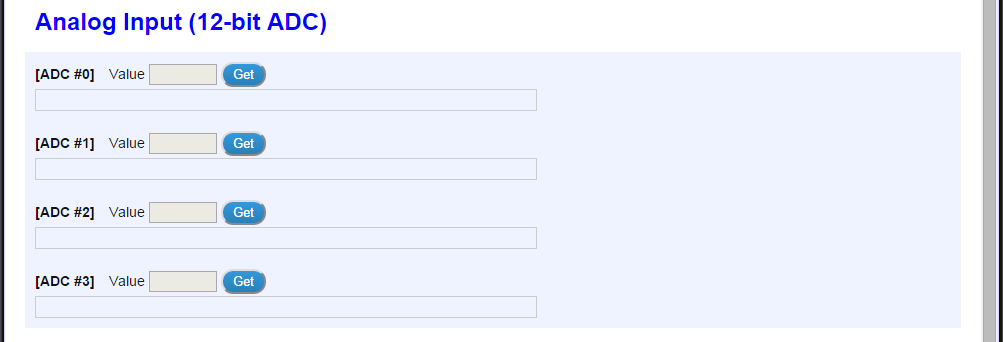 Analog Input (12-bit ADC)
[ADC #0] Value Get
[ADC #1] Value Get
[ADC #2] Value Get
[ADC #3] Value Get